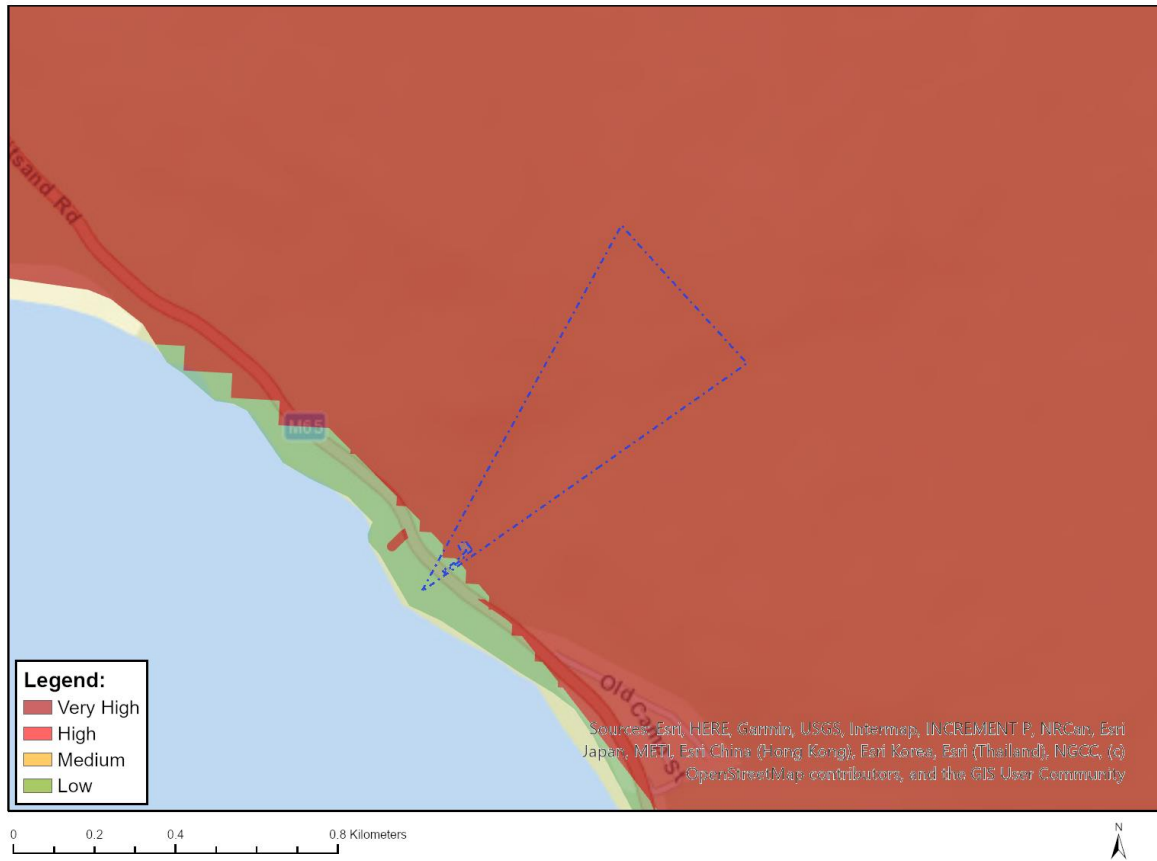 tsand Rd
M65
Old Camp St
Sources: Esri, HERE, Garmin, USGS, Intermap, INCREMENT P, NRCan, Esri
Japan, METI, Esri China (Hong Kong), Esri Korea, Esri (Thailand), NGCC, (c)
OpenStreetMap contributors, and the GIS User Community
Legend:
Very High
High
Medium
Low
0 0.2 0.4 0.8 Kilometers
N